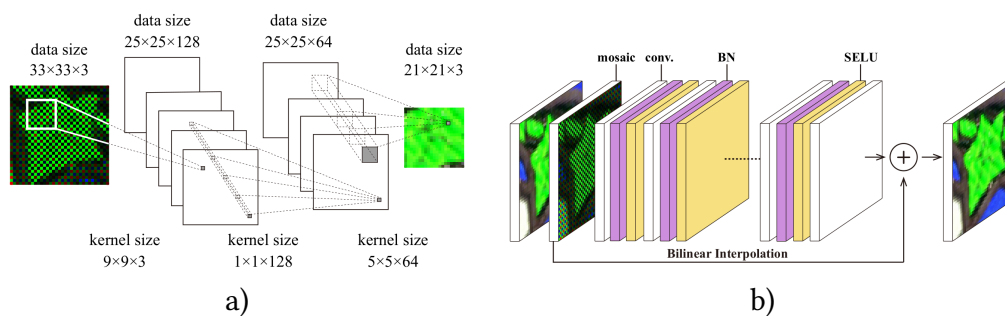 data size
33×33×3
data size
25×25×128
data size
25×25×64
data size
21×21×3
kernel size
9×9×3
kernel size
1×1×128
kernel size
5×5×64
a)
mosaic conv. BN SELU
Bilinear Interpolation
b)